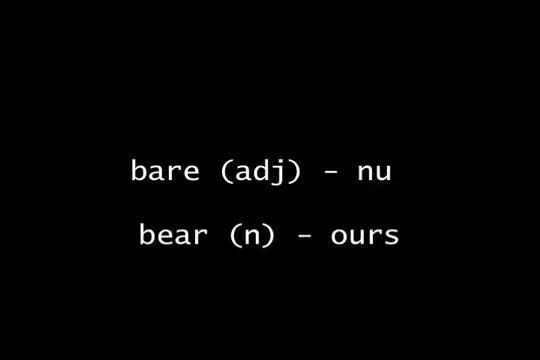 bare (adj) – nu
bear (n) – ours